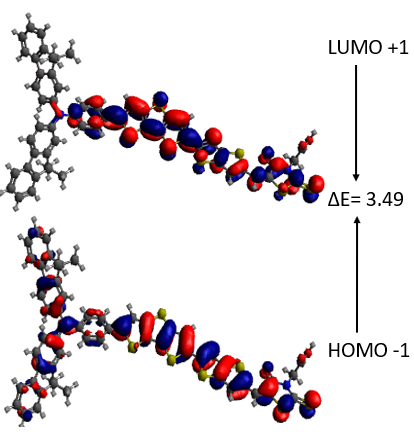 LUMO +1
ΔE= 3.49
HOMO -1